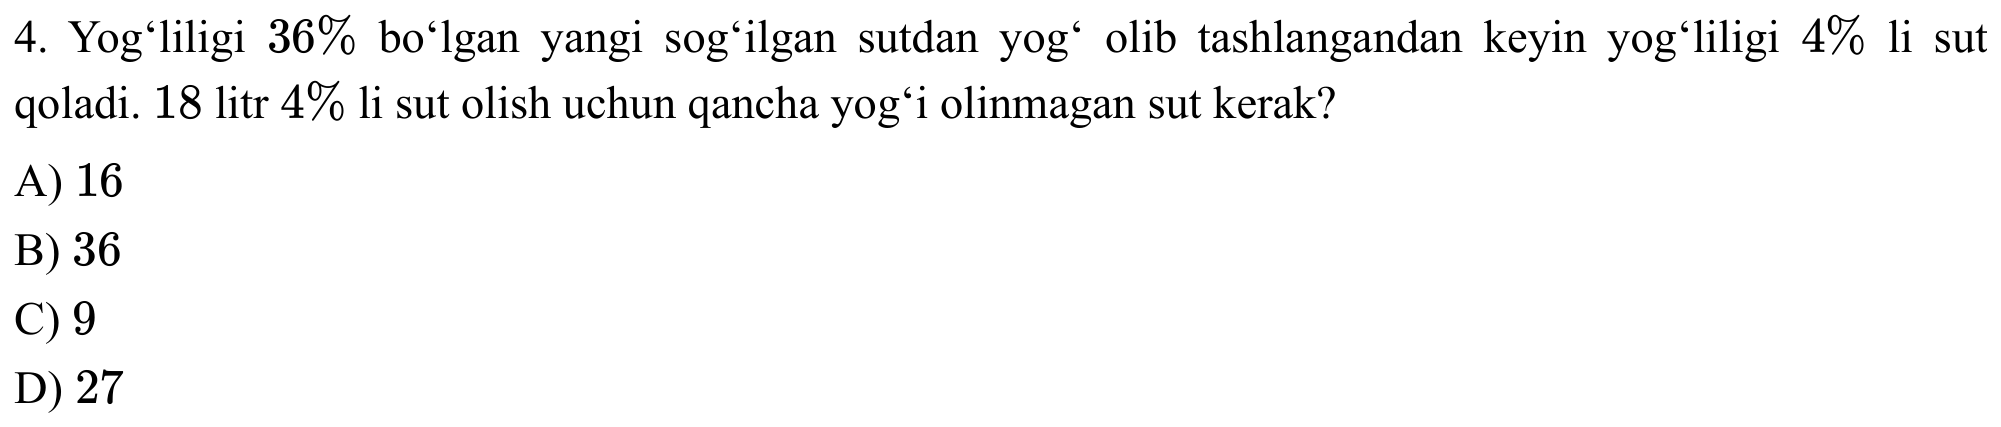 4. Yog‘liligi 36% bo‘lgan yangi sog‘ilgan sutdan yog‘ olib tashlangandan keyin yog‘liligi 4% li sut
qoladi. 18 litr 4% li sut olish uchun qancha yog‘i olinmagan sut kerak?
A) 16
B) 36
C) 9
D) 27